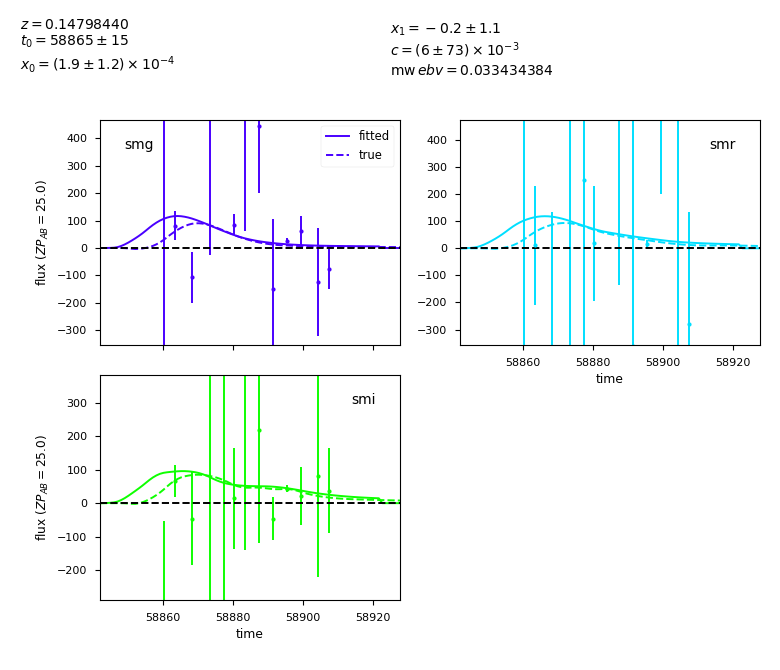 z = 0.14798440
t₀ = 58865 ± 15
x₀ = (1.9 ± 1.2) × 10⁻⁴
x₁ = −0.2 ± 1.1
c = (6 ± 73) × 10⁻³
mw ebv = 0.033434384
smg
fitted
true
400
300
200
100
0
−100
−200
−300
flux (ZP_AB = 25.0)
smr
400
300
200
100
0
−100
−200
−300
58860 58880 58900 58920
time
smi
300
200
100
0
−100
−200
flux (ZP_AB = 25.0)
58860 58880 58900 58920
time